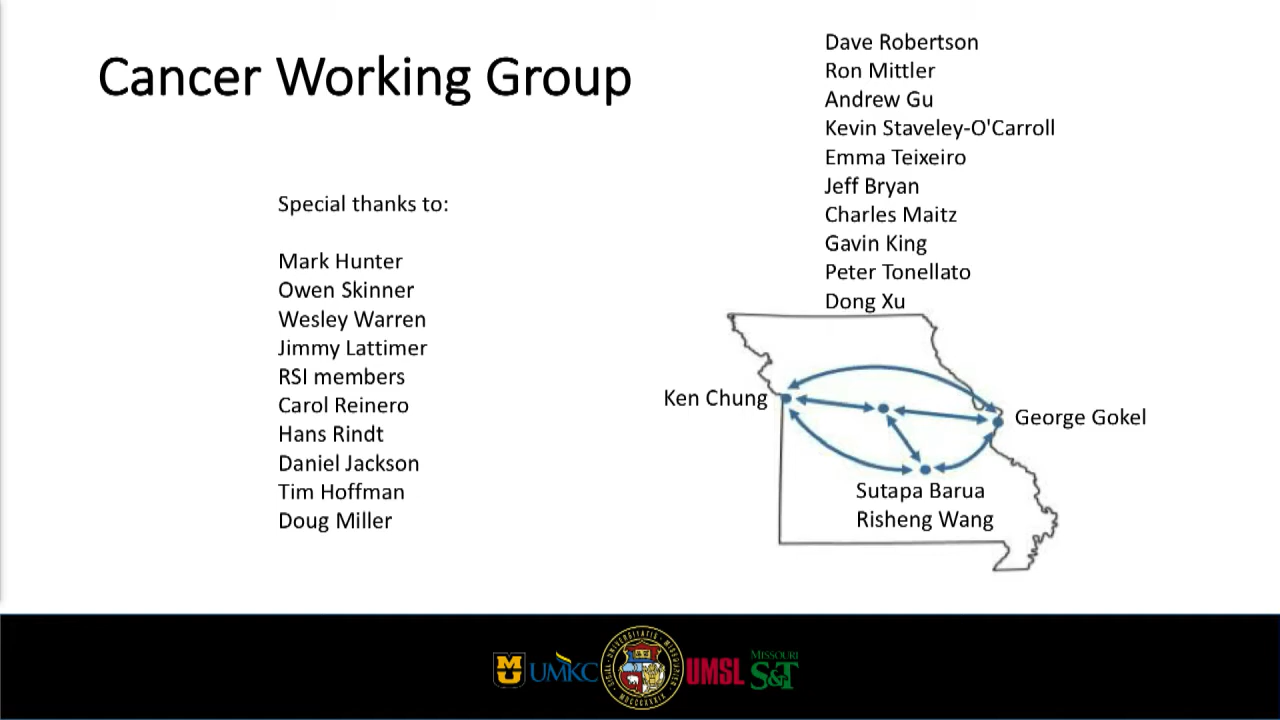 Cancer Working Group
Special thanks to:
Mark Hunter
Owen Skinner
Wesley Warren
Jimmy Lattimer
RSI members
Carol Reinero
Hans Rindt
Daniel Jackson
Tim Hoffman
Doug Miller
Dave Robertson
Ron Mittler
Andrew Gu
Kevin Staveley-O'Carroll
Emma Teixeiro
Jeff Bryan
Charles Maitz
Gavin King
Peter Tonellato
Dong Xu
Ken Chung
George Gokel
Sutapa Barua
Risheng Wang
UMKC
UMSL
MISSOURI
S&T